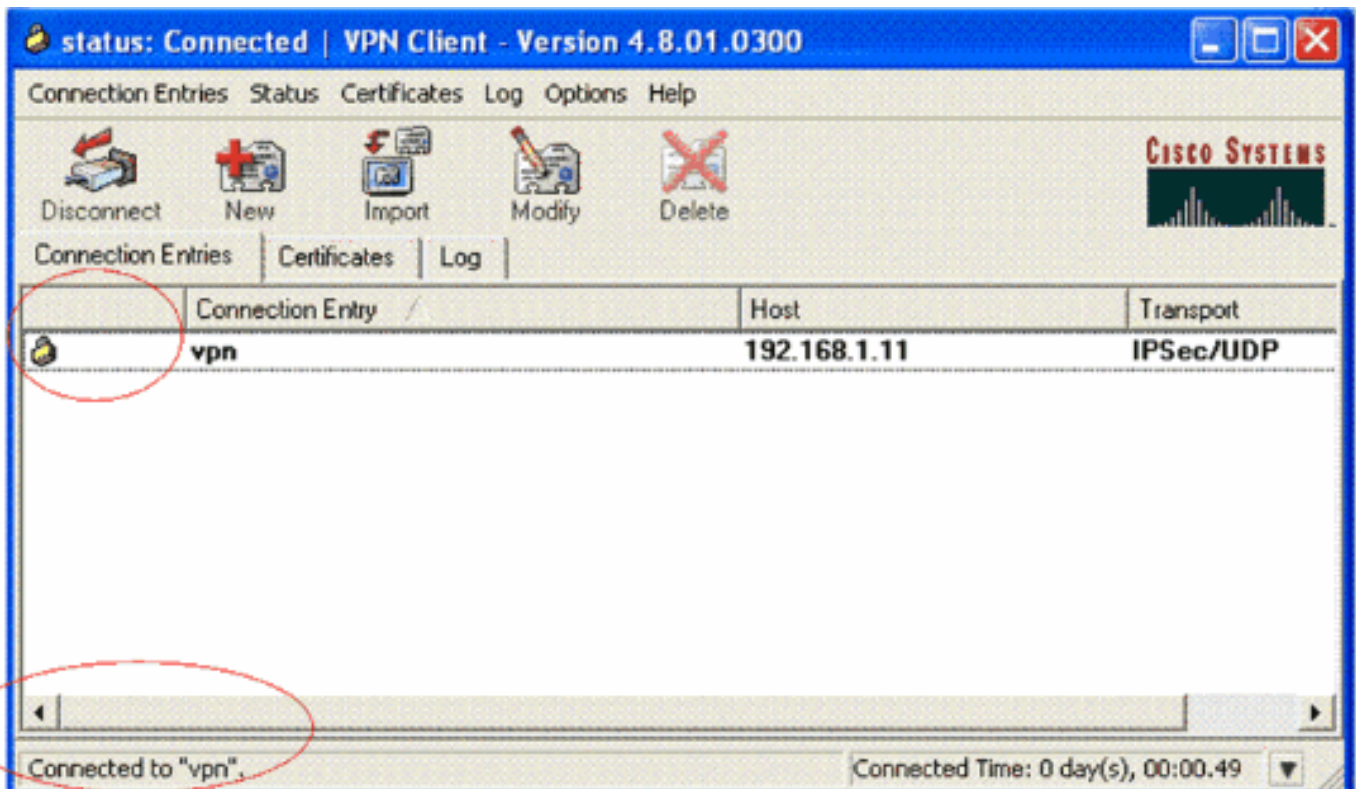 status: Connected | VPN Client - Version 4.8.01.0300
Connection Entries Status Certificates Log Options Help
Disconnect New Import Modify Delete
CISCO SYSTEMS
Connection Entries Certificates Log
Connection Entry Host Transport
vpn 192.168.1.11 IPSec/UDP
Connected to "vpn". Connected Time: 0 day(s), 00:00.49